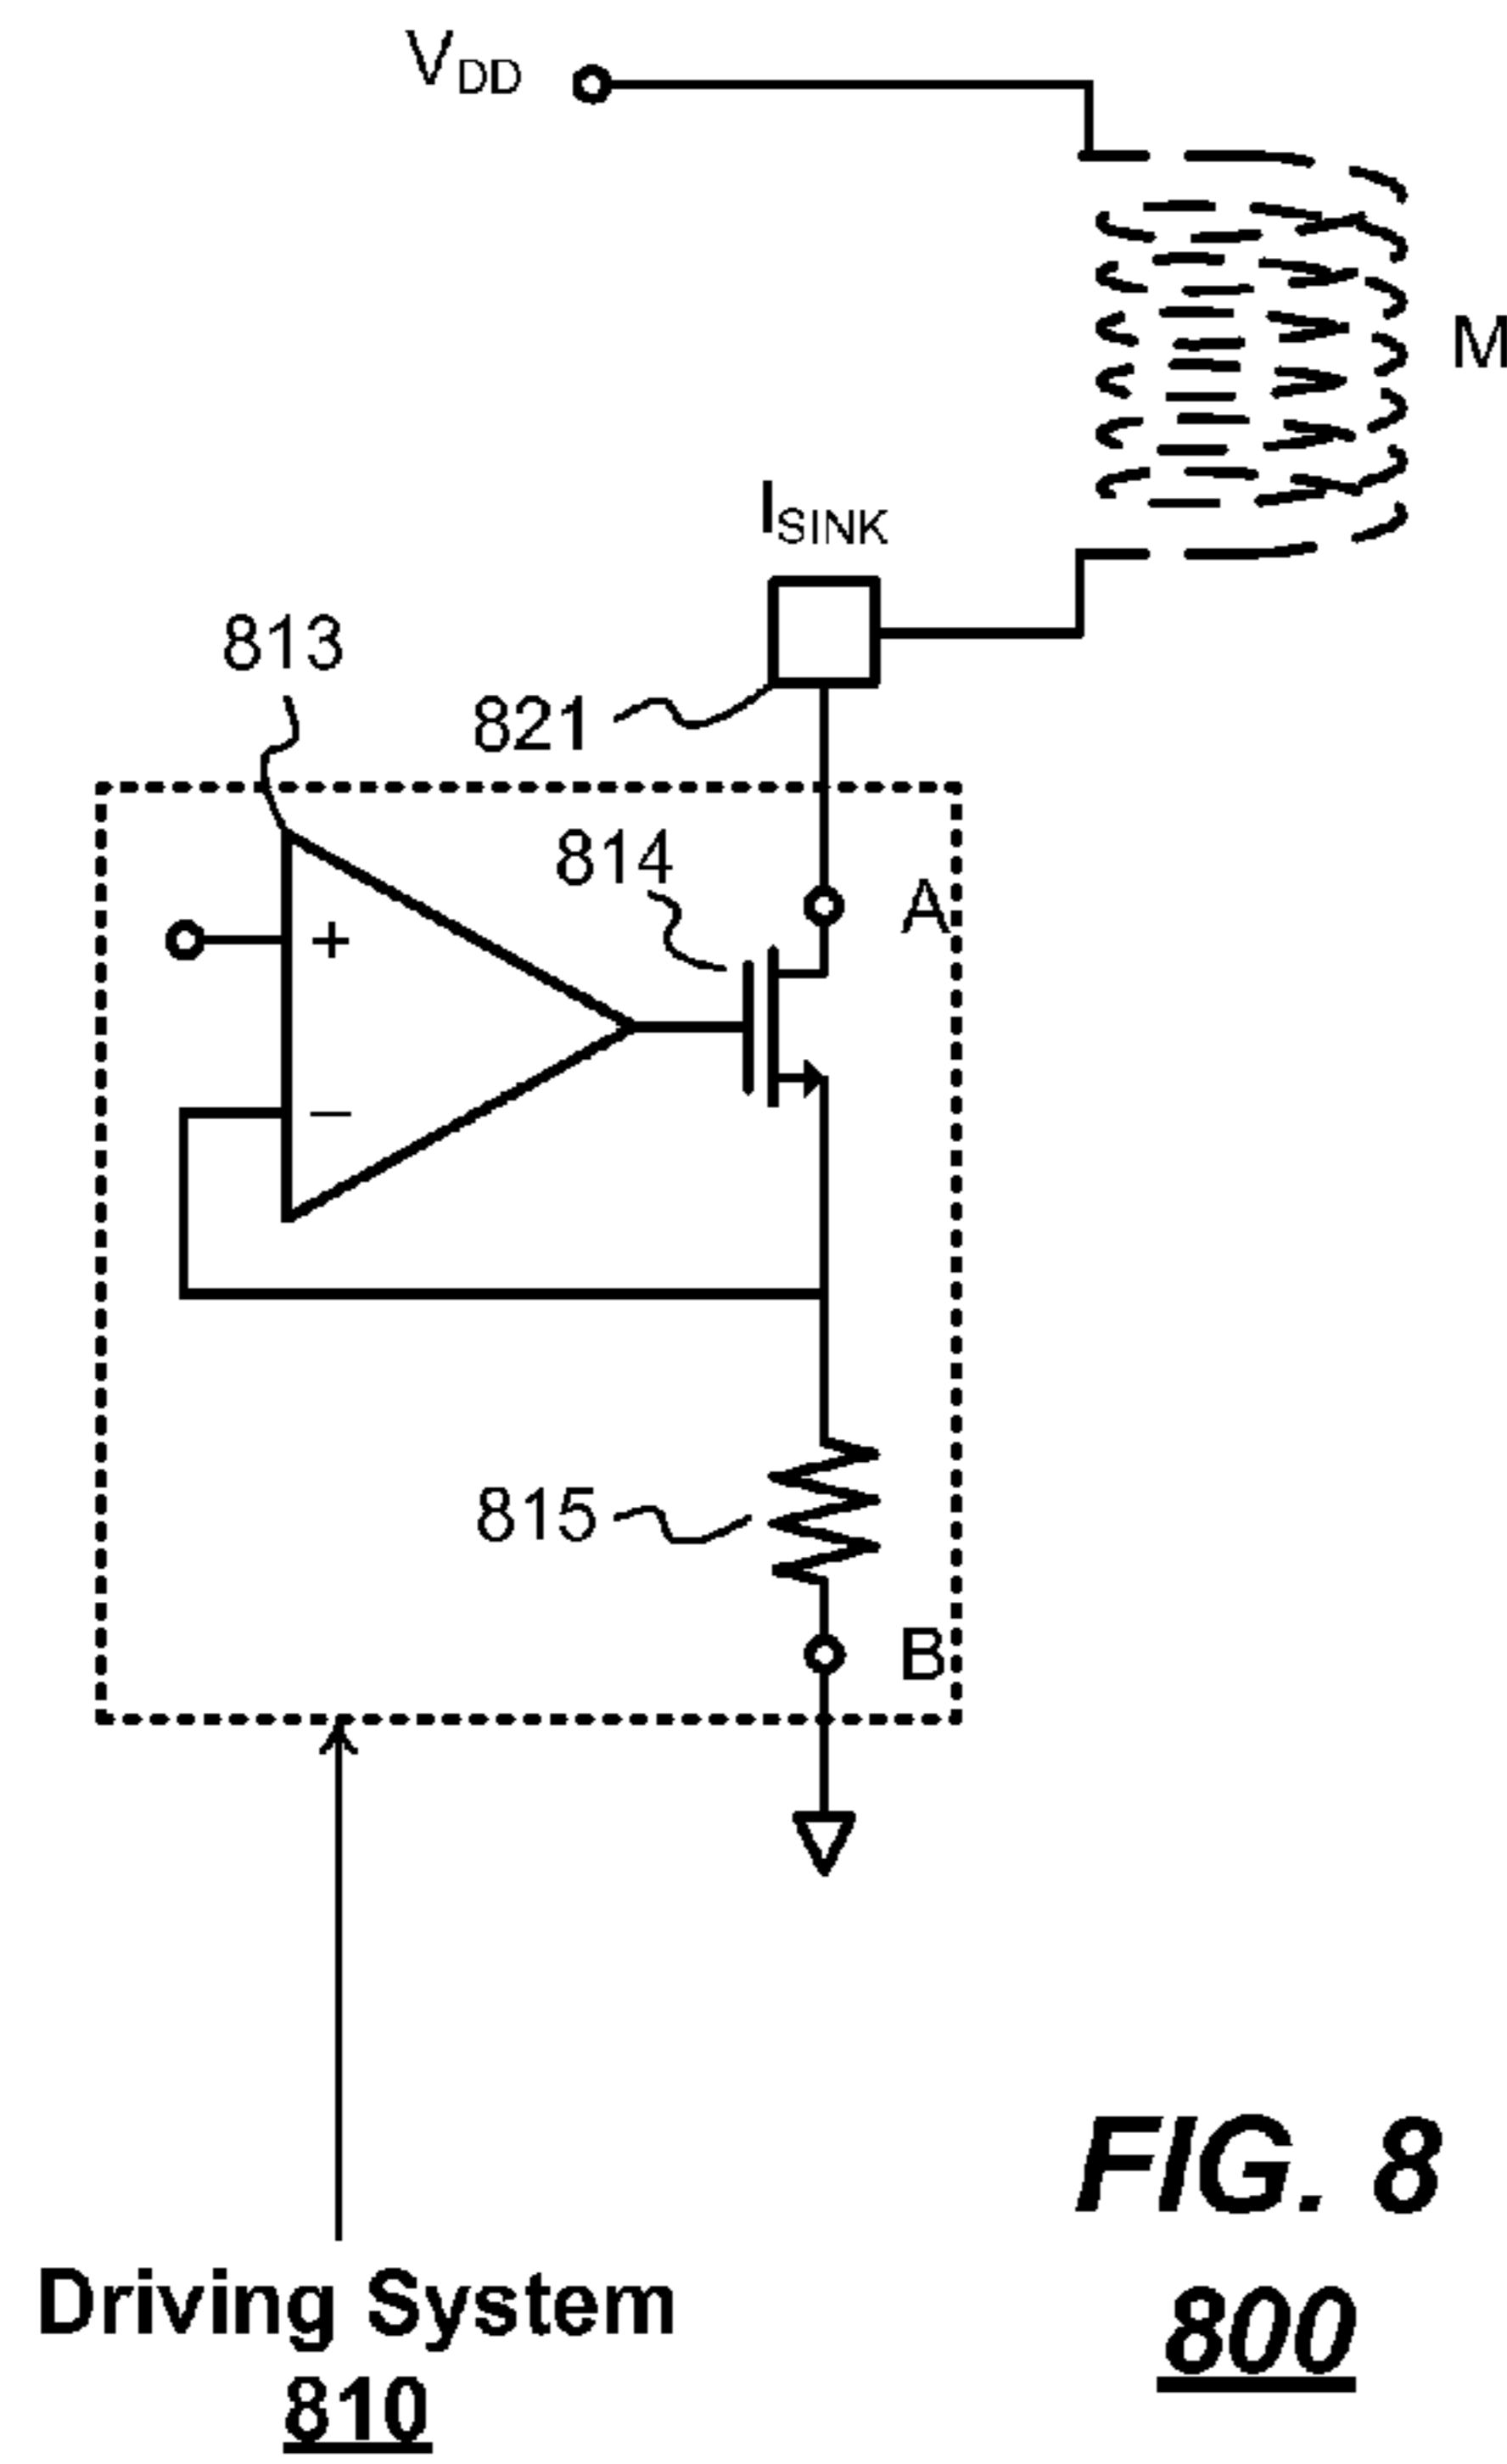 VDD
M
ISINK
813
821
814
A
+
–
815
B
FIG. 8
800
Driving System
810